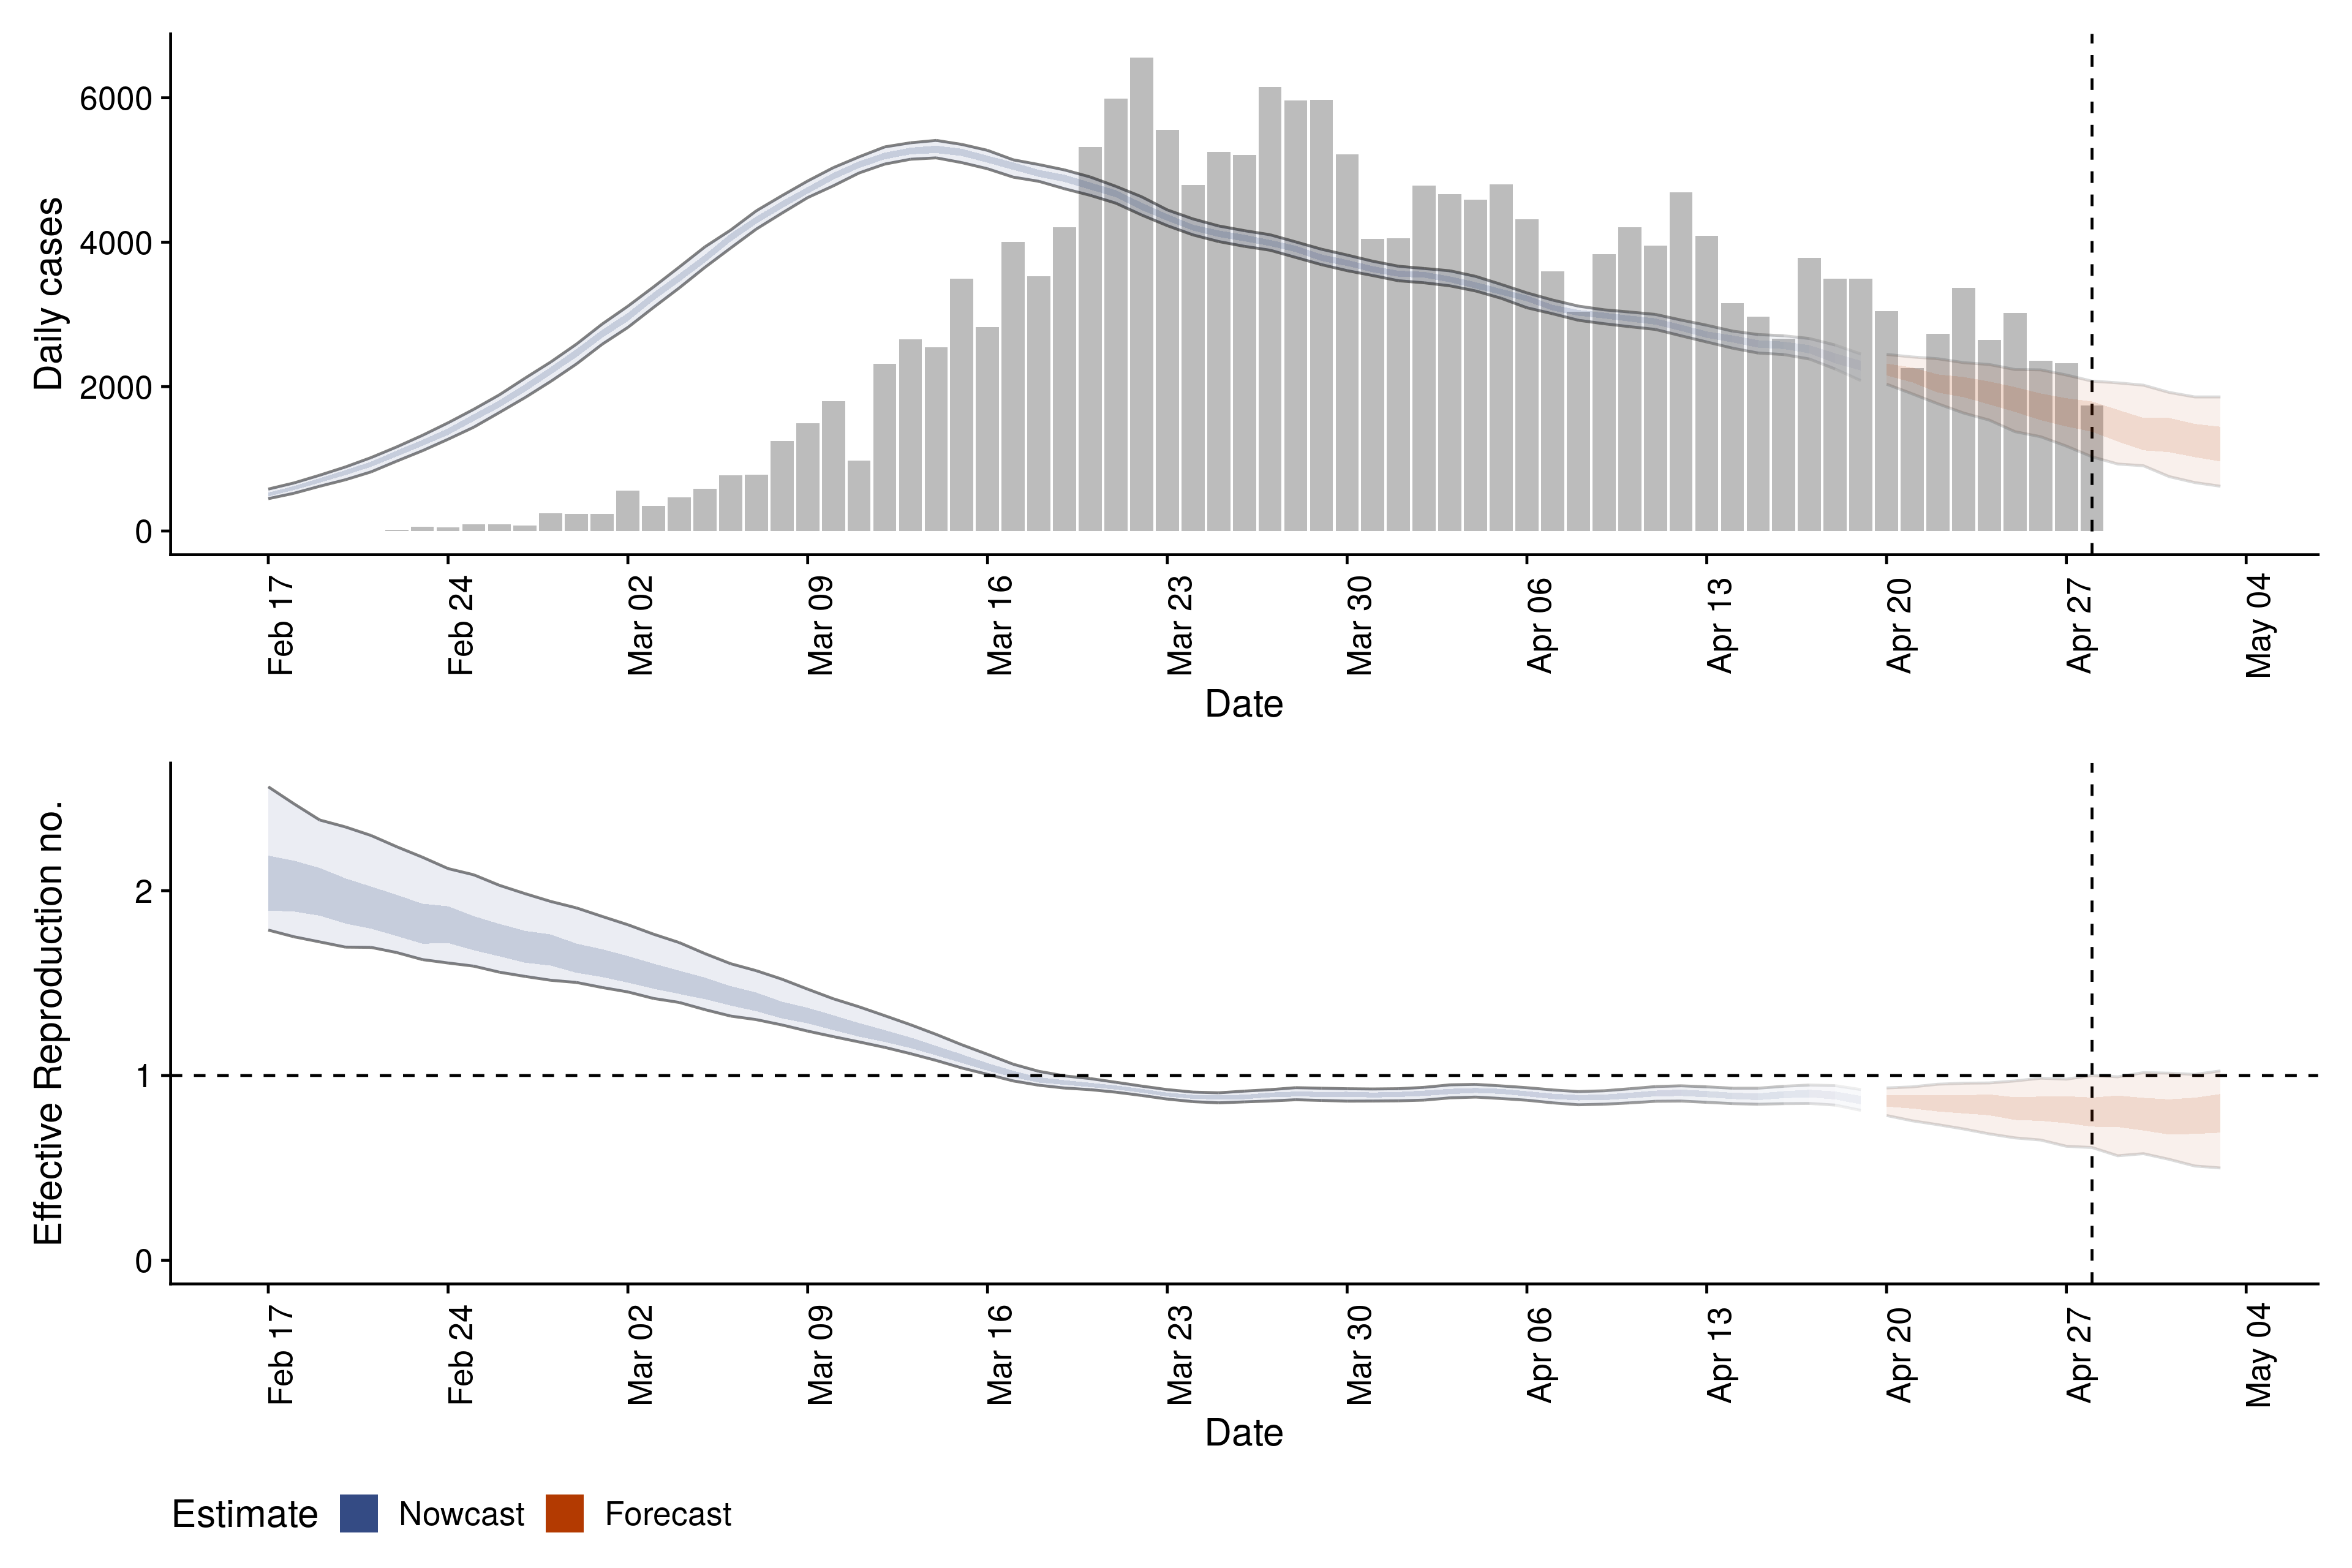 Daily cases
6000
4000
2000
0
Feb 17 Feb 24 Mar 02 Mar 09 Mar 16 Mar 23 Mar 30 Apr 06 Apr 13 Apr 20 Apr 27 May 04
Date
Effective Reproduction no.
2
1
0
Feb 17 Feb 24 Mar 02 Mar 09 Mar 16 Mar 23 Mar 30 Apr 06 Apr 13 Apr 20 Apr 27 May 04
Date
Estimate Nowcast Forecast